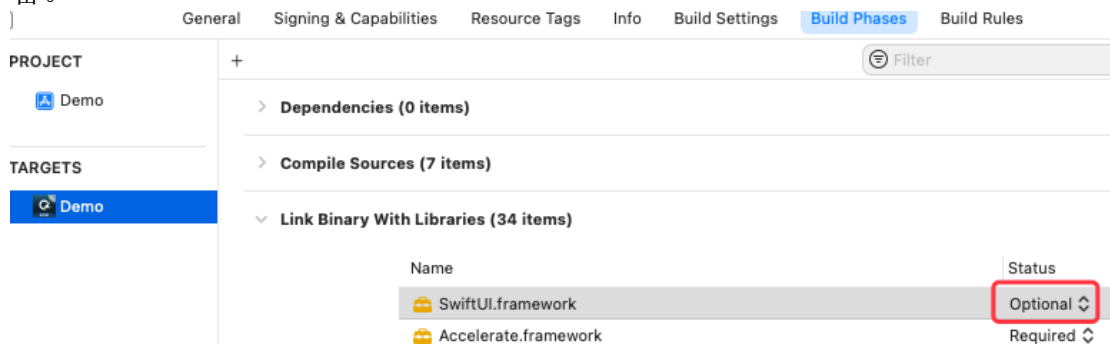 General Signing & Capabilities Resource Tags Info Build Settings Build Phases Build Rules
PROJECT
+
Filter
Demo
Dependencies (0 items)
Compile Sources (7 items)
TARGETS
Demo
Link Binary With Libraries (34 items)
Name Status
SwiftUI.framework Optional
Accelerate.framework Required